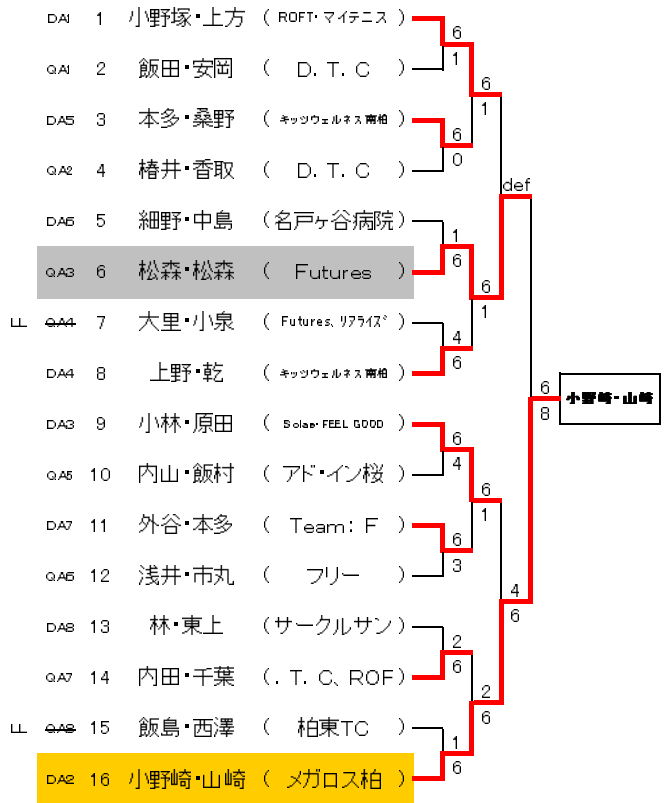 DA1 1 小野塚・上方 ( ROFT・マイテニス )
6
QA1 2 飯田・安岡 ( D.T.C )
1
6
1
DA5 3 本多・桑野 ( キッツウェルネス南柏 )
6
QA2 4 椿井・香取 ( D.T.C )
0
def
DA6 5 細野・中島 (名戸ヶ谷病院)
1
QA3 6 松森・松森 ( Futures )
6
6
1
F QA4 7 大里・小泉 ( Futures、リアライズ )
4
DA4 8 上野・乾 ( キッツウェルネス南柏 )
6
6
8
小野崎・山崎
DA3 9 小林・原田 ( Solae・FEEL GOOD )
6
QA5 10 内山・飯村 ( アド・イン桜 )
4
6
1
DA7 11 外谷・本多 ( Team: F )
6
QA6 12 浅井・市丸 ( フリー )
3
4
6
DA8 13 林・東上 (サークルサン)
2
QA7 14 内田・千葉 (.T.C、ROF)
6
2
6
F QA8 15 飯島・西澤 ( 柏東TC )
1
DA2 16 小野崎・山崎 ( メガロス柏 )
6